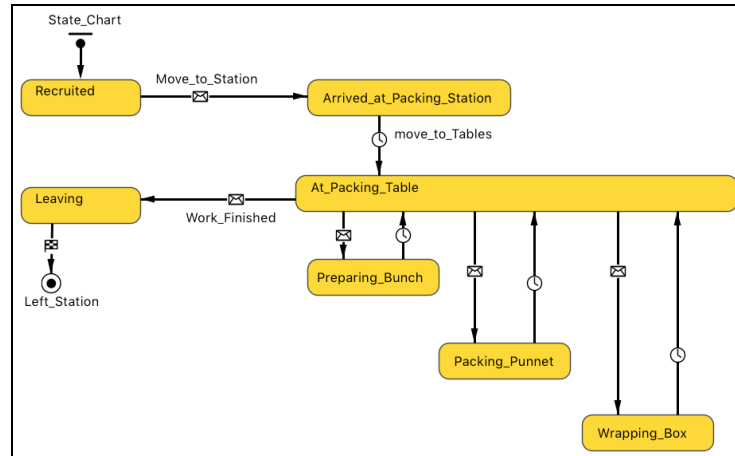 State_Chart
Recruited
Move_to_Station
Arrived_at_Packing_Station
move_to_Tables
At_Packing_Table
Leaving
Work_Finished
Left_Station
Preparing_Bunch
Packing_Punnet
Wrapping_Box